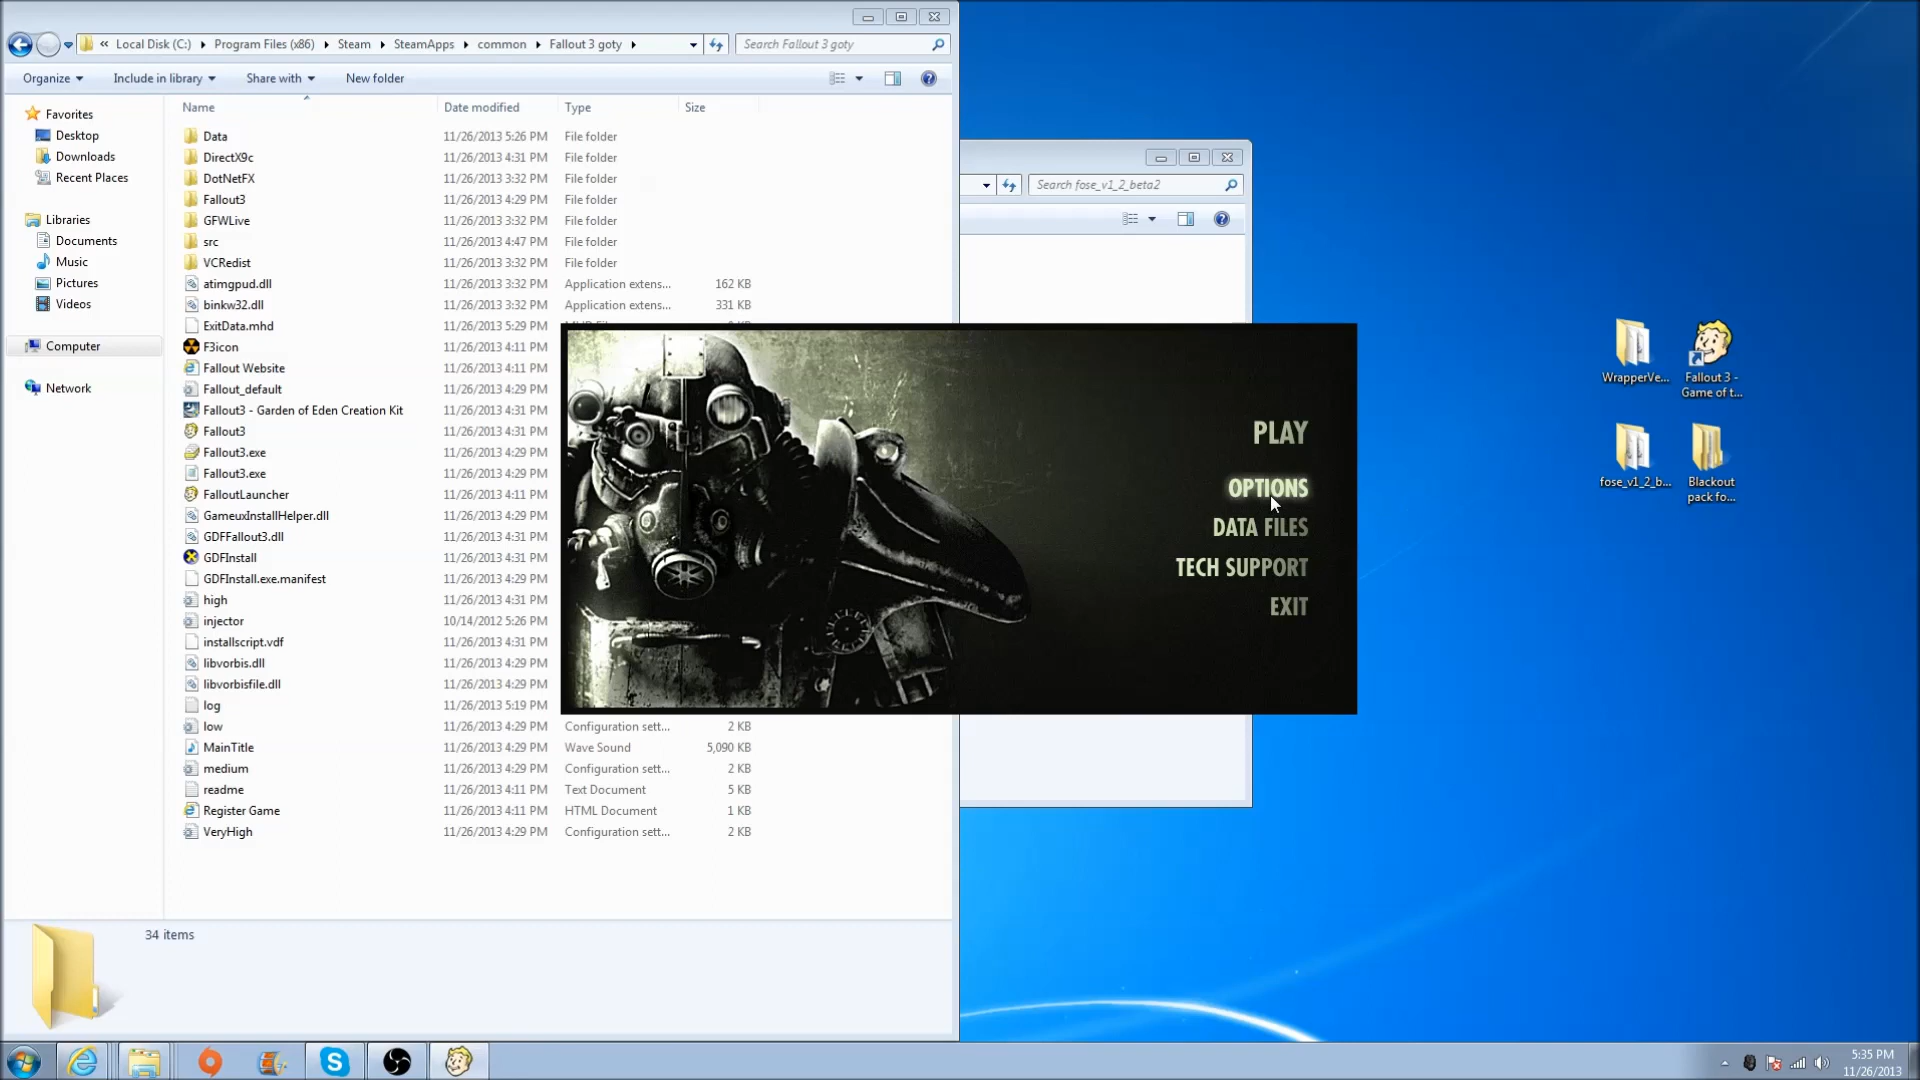 « Local Disk (C:) Program Files (x86) Steam SteamApps common Fallout 3 goty
Search Fallout 3 goty
Organize Include in library Share with New folder
Favorites
Desktop
Downloads
Recent Places
Libraries
Documents
Music
Pictures
Videos
Computer
Network
Name Date modified Type Size
Data 11/26/2013 5:26 PM File folder
DirectX9c 11/26/2013 4:31 PM File folder
DotNetFX 11/26/2013 3:32 PM File folder
Fallout3 11/26/2013 4:29 PM File folder
GFWLive 11/26/2013 3:32 PM File folder
src 11/26/2013 4:47 PM File folder
VCRedist 11/26/2013 3:32 PM File folder
atimgpud.dll 11/26/2013 3:32 PM Application extens... 162 KB
binkw32.dll 11/26/2013 3:32 PM Application extens... 331 KB
ExitData.mhd 11/26/2013 5:29 PM
F3icon 11/26/2013 4:11 PM
Fallout Website 11/26/2013 4:11 PM
Fallout_default 11/26/2013 4:29 PM
Fallout3 - Garden of Eden Creation Kit 11/26/2013 4:31 PM
Fallout3 11/26/2013 4:31 PM
Fallout3.exe 11/26/2013 4:29 PM
Fallout3.exe 11/26/2013 4:29 PM
FalloutLauncher 11/26/2013 4:11 PM
GameuxInstallHelper.dll 11/26/2013 4:29 PM
GDFFallout3.dll 11/26/2013 4:29 PM
GDFInstall 11/26/2013 4:29 PM
GDFInstall.exe.manifest 11/26/2013 4:29 PM
high 11/26/2013 4:31 PM
injector 10/14/2012 5:26 PM
installscript.vdf 11/26/2013 4:31 PM
libvorbis.dll 11/26/2013 4:29 PM
libvorbisfile.dll 11/26/2013 4:29 PM
log 11/26/2013 5:19 PM
low 11/26/2013 4:29 PM Configuration sett... 2 KB
MainTitle 11/26/2013 4:29 PM Wave Sound 5,090 KB
medium 11/26/2013 4:29 PM Configuration sett... 2 KB
readme 11/26/2013 4:29 PM Text Document 5 KB
Register Game 11/26/2013 4:11 PM HTML Document 1 KB
VeryHigh 11/26/2013 4:29 PM Configuration sett... 2 KB
34 items
Search fose_v1_2_beta2
PLAY
OPTIONS
DATA FILES
TECH SUPPORT
EXIT
WrapperVe...
Fallout 3 -
Game of t...
fose_v1_2_b...
Blackout
pack fo...
5:35 PM
11/26/2013